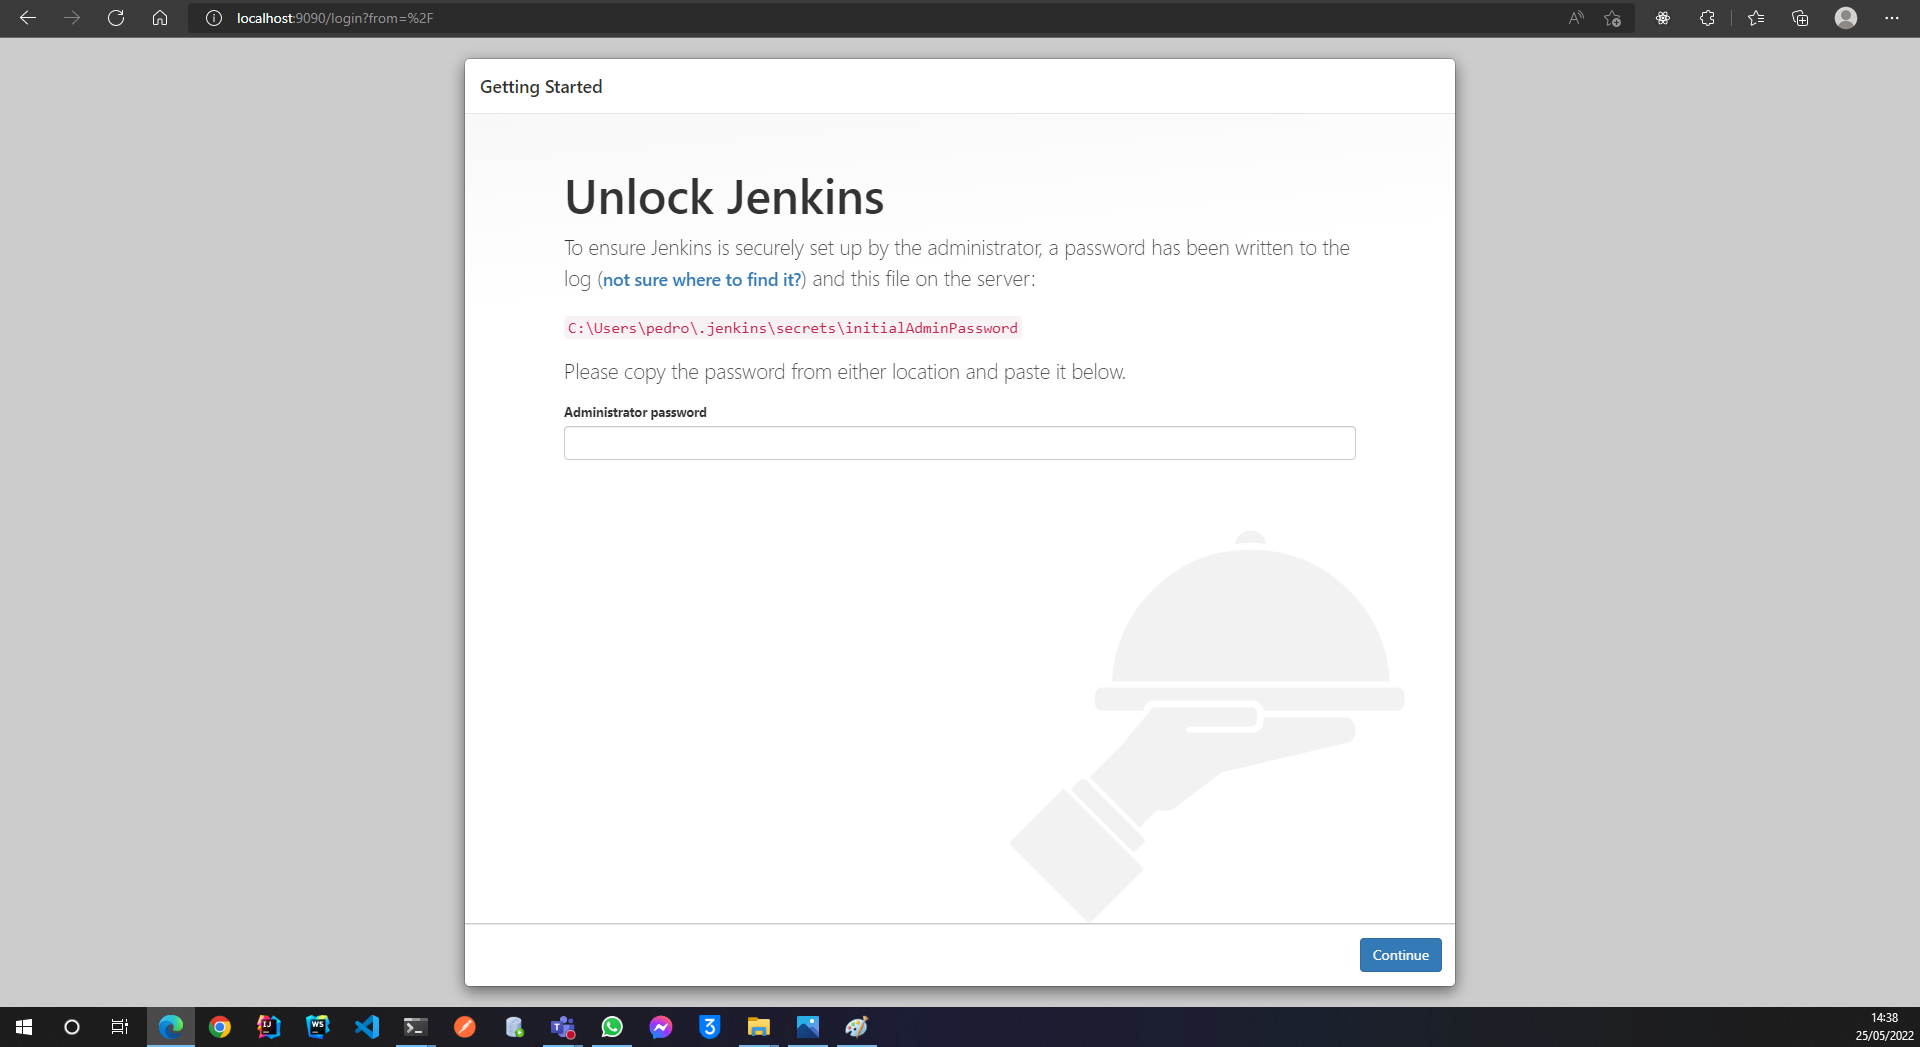 localhost:9090/login?from=%2F
Getting Started
Unlock Jenkins
To ensure Jenkins is securely set up by the administrator, a password has been written to the
log (not sure where to find it?) and this file on the server:
C:\Users\pedro\.jenkins\secrets\initialAdminPassword
Please copy the password from either location and paste it below.
Administrator password
Continue
14:38
25/05/2022